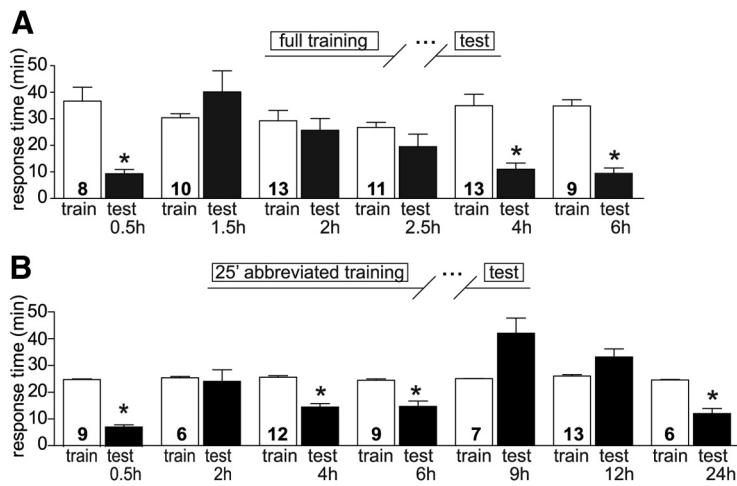 A
full training ... test
response time (min)
50
40
30
20
10
0
* * *
8 10 13 11 13 9
train test train test train test train test train test train test
0.5h 1.5h 2h 2.5h 4h 6h
B
25' abbreviated training ... test
response time (min)
50
40
30
20
10
0
* * * *
9 6 12 9 7 13 6
train test train test train test train test train test train test train test
0.5h 2h 4h 6h 9h 12h 24h